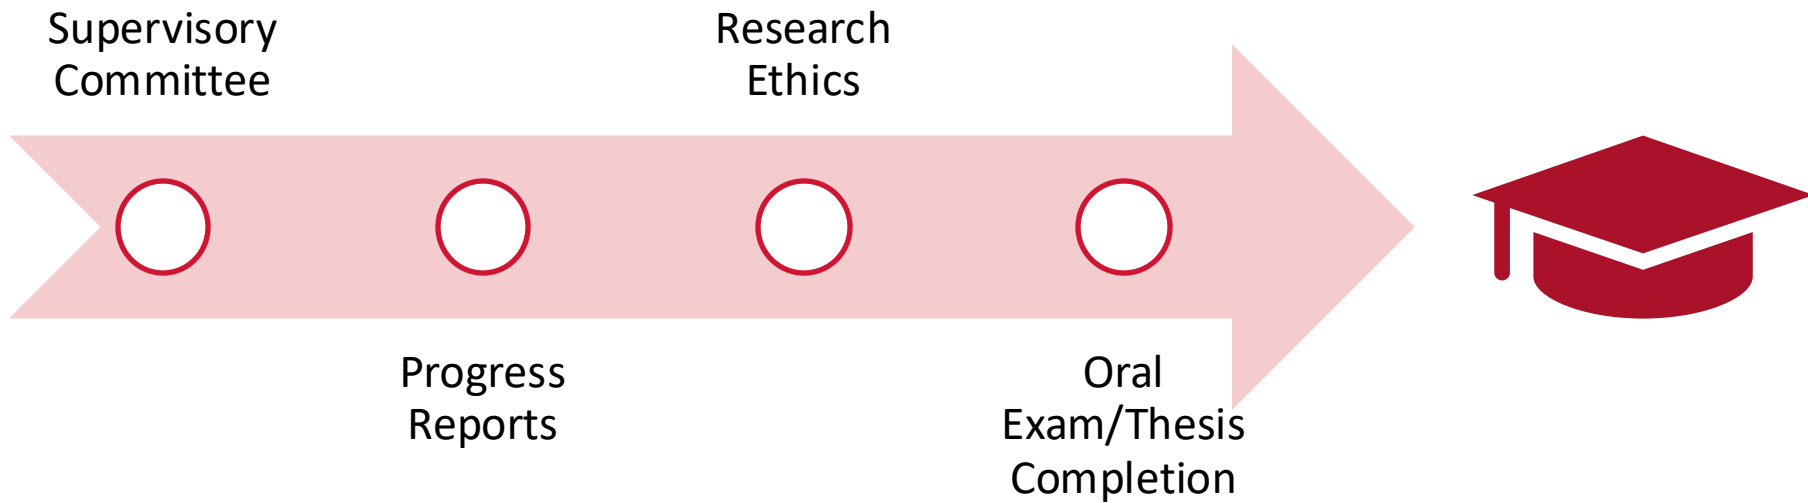 Supervisory
Committee
Progress
Reports
Research
Ethics
Oral
Exam/Thesis
Completion